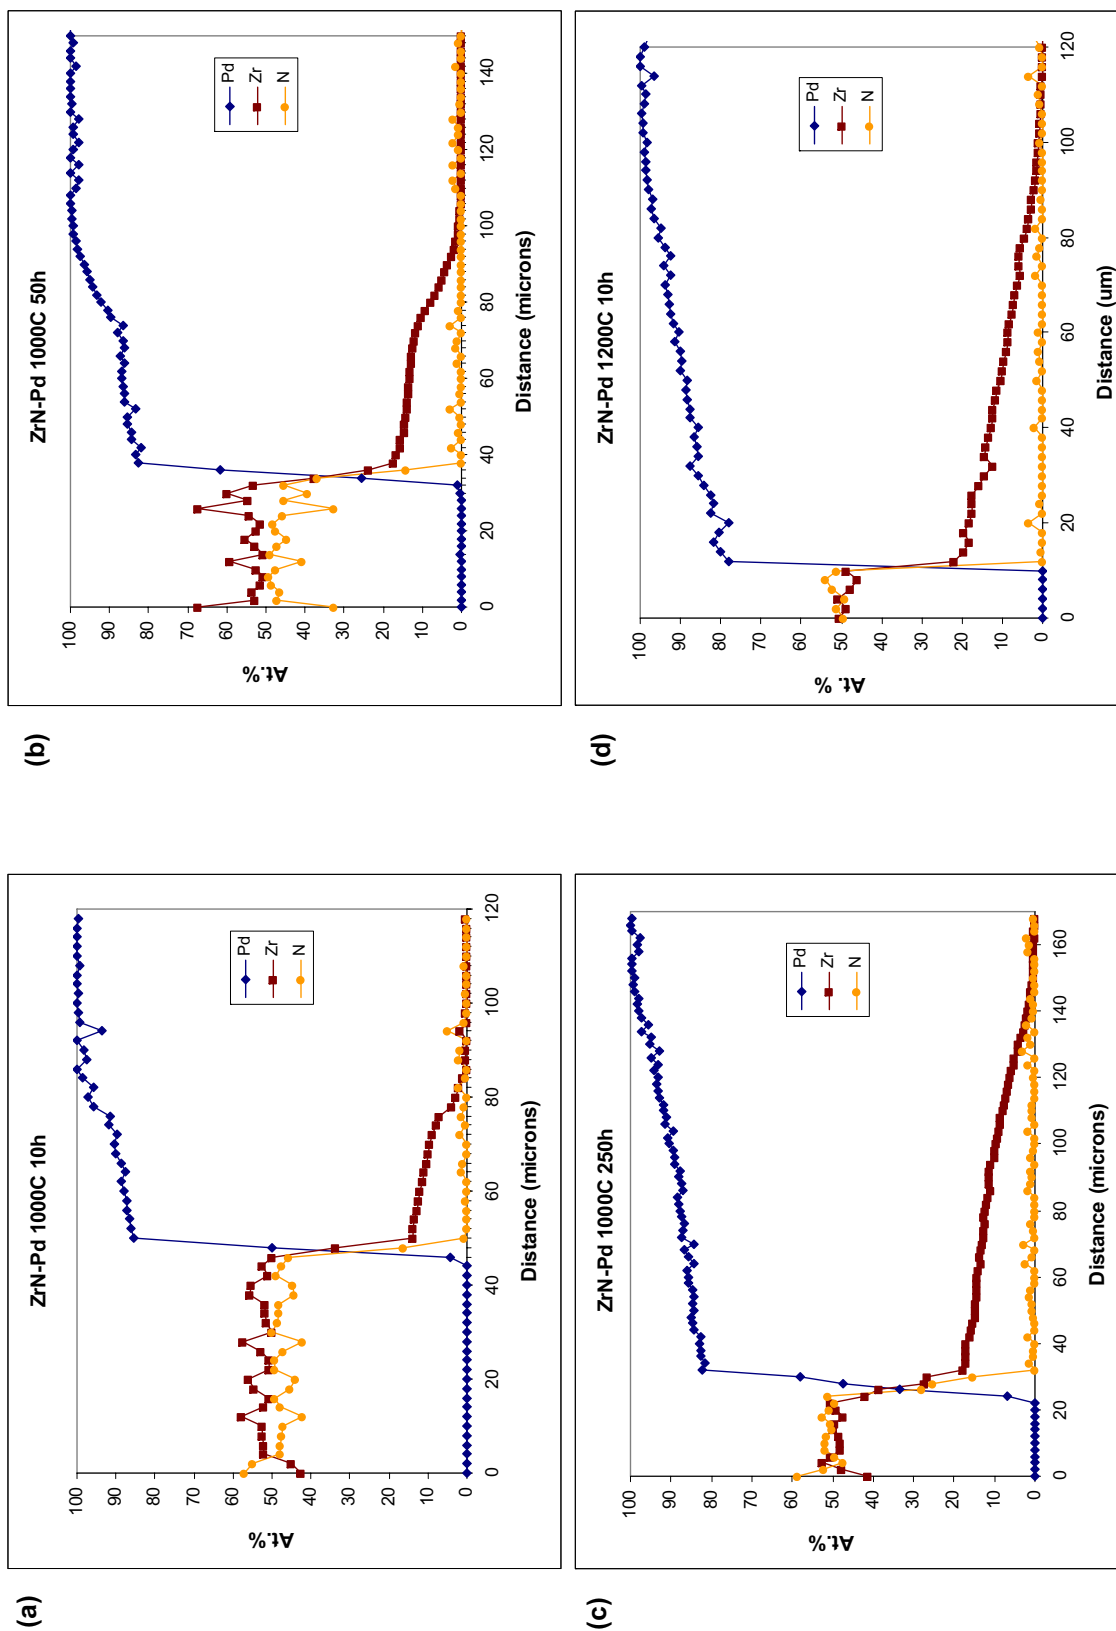 (a)
ZrN-Pd 1000C 10h
At.%
100
90
80
70
60
50
40
30
20
10
0
0 20 40 60 80 100 120
Distance (microns)
Pd
Zr
N
(b)
ZrN-Pd 1000C 50h
At.%
100
90
80
70
60
50
40
30
20
10
0
0 20 40 60 80 100 120 140
Distance (microns)
Pd
Zr
N
(c)
ZrN-Pd 1000C 250h
At.%
100
90
80
70
60
50
40
30
20
10
0
0 20 40 60 80 100 120 140 160
Distance (microns)
Pd
Zr
N
(d)
ZrN-Pd 1200C 10h
At. %
100
90
80
70
60
50
40
30
20
10
0
0 20 40 60 80 100 120
Distance (um)
Pd
Zr
N